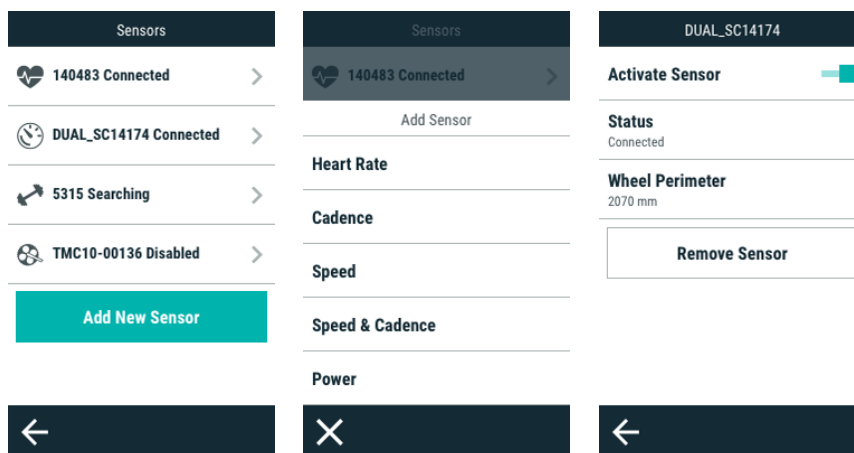 Sensors
140483 Connected
DUAL_SC14174 Connected
5315 Searching
TMC10-00136 Disabled
Add New Sensor
Sensors
140483 Connected
Add Sensor
Heart Rate
Cadence
Speed
Speed & Cadence
Power
DUAL_SC14174
Activate Sensor
Status
Connected
Wheel Perimeter
2070 mm
Remove Sensor